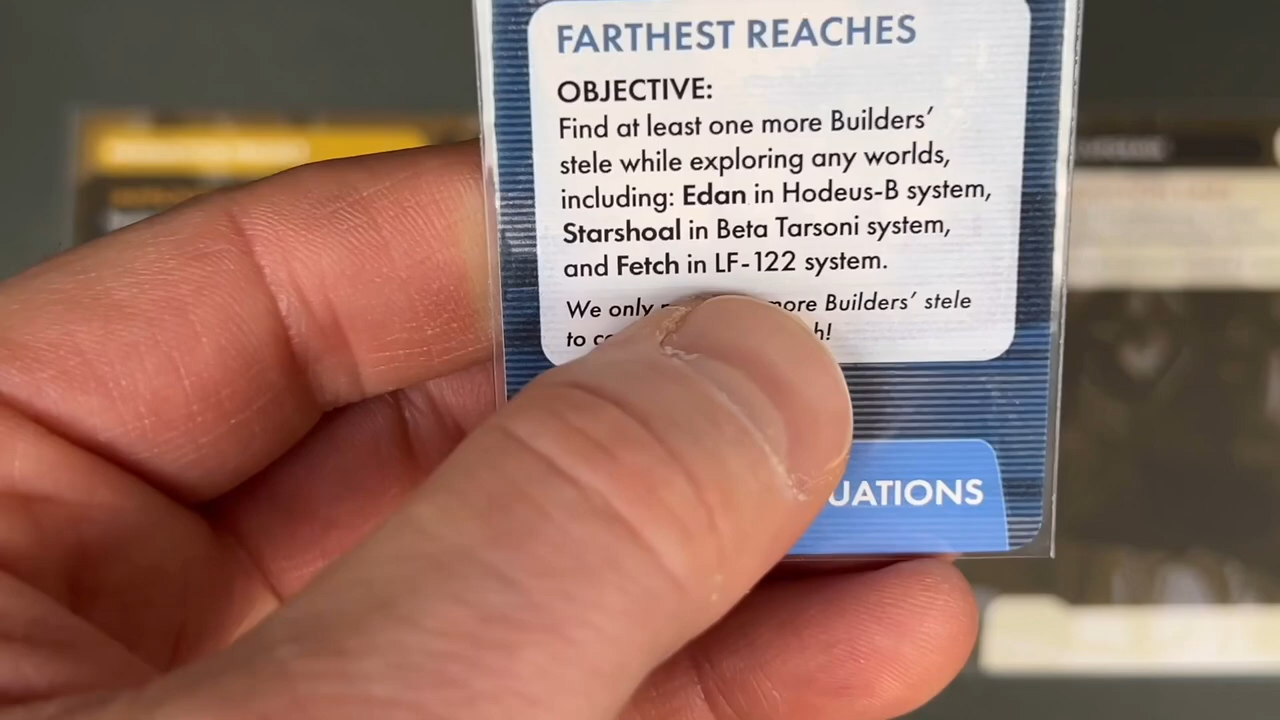 FARTHEST REACHES
OBJECTIVE:
Find at least one more Builders’
stele while exploring any worlds,
including: Edan in Hodeus-B system,
Starshoal in Beta Tarsoni system,
and Fetch in LF-122 system.
We only more Builders’ stele
to
UATIONS